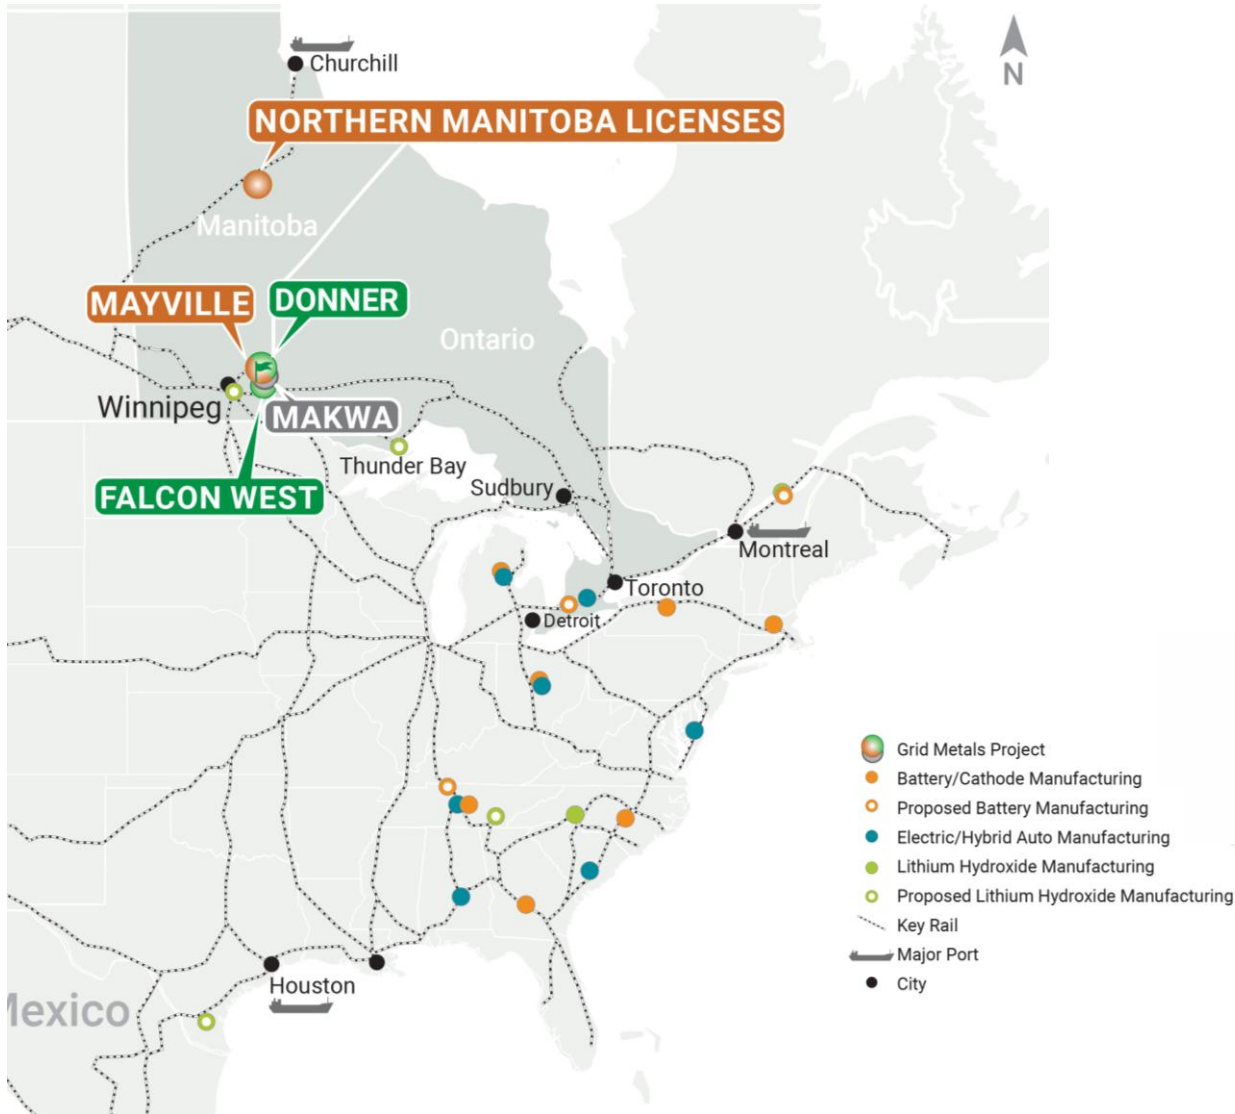 Churchill
N
NORTHERN MANITOBA LICENSES
Manitoba
MAYVILLE
DONNER
Ontario
Winnipeg
MAKWA
Thunder Bay
FALCON WEST
Sudbury
Montreal
Toronto
Detroit
Grid Metals Project
Battery/Cathode Manufacturing
Proposed Battery Manufacturing
Electric/Hybrid Auto Manufacturing
Lithium Hydroxide Manufacturing
Proposed Lithium Hydroxide Manufacturing
Key Rail
Major Port
City
Houston
Mexico